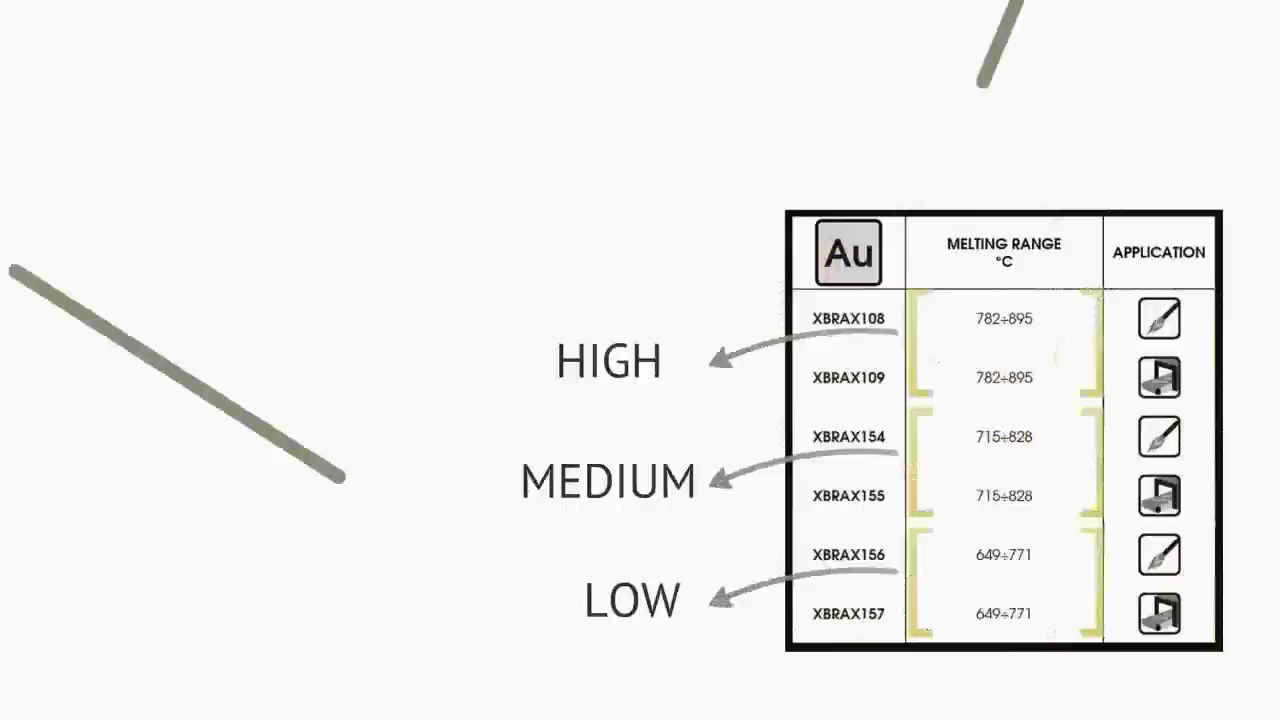 Au MELTING RANGE °C APPLICATION
XBRAX108 782÷895
HIGH
XBRAX109 782÷895
XBRAX154 715÷828
MEDIUM
XBRAX155 715÷828
XBRAX156 649÷771
LOW
XBRAX157 649÷771